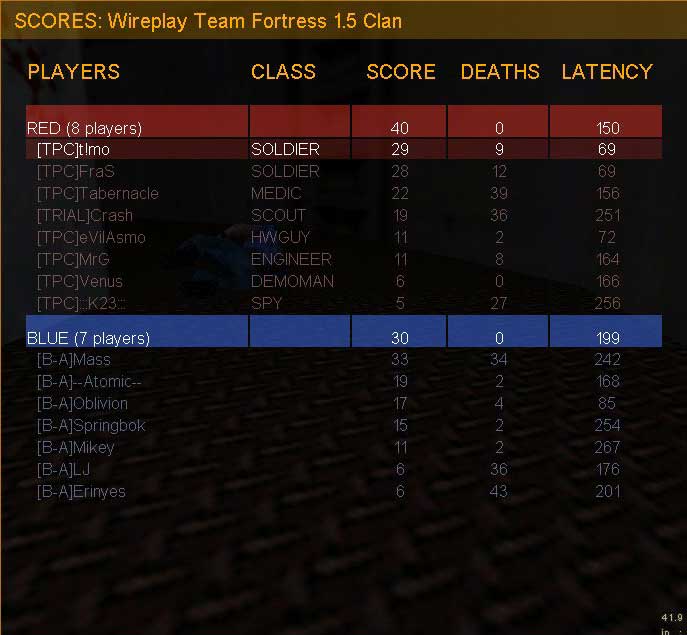 SCORES: Wireplay Team Fortress 1.5 Clan
PLAYERS CLASS SCORE DEATHS LATENCY
RED (8 players) 40 0 150
[TPC]t!mo SOLDIER 29 9 69
[TPC]FraS SOLDIER 28 12 69
[TPC]Tabernacle MEDIC 22 39 156
[TRIAL]Crash SCOUT 19 36 251
[TPC]eVilAsmo HWGUY 11 2 72
[TPC]MrG ENGINEER 11 8 164
[TPC]Venus DEMOMAN 6 0 166
[TPC]:::K23::: SPY 5 27 256
BLUE (7 players) 30 0 199
[B-A]Mass 33 34 242
[B-A]--Atomic-- 19 2 168
[B-A]Oblivion 17 4 85
[B-A]Springbok 15 2 254
[B-A]Mikey 11 2 267
[B-A]LJ 6 36 176
[B-A]Erinyes 6 43 201
41.9